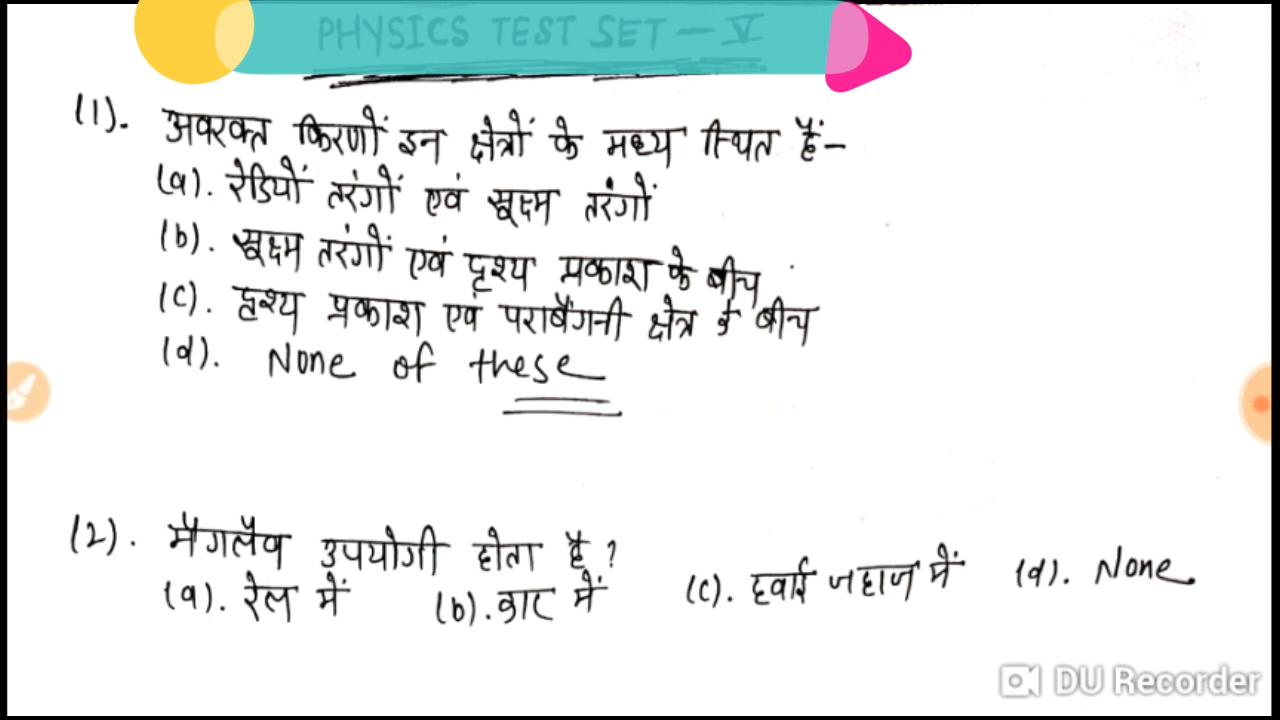 PHYSICS TEST SET - V
(1). अवरक्त किरणों इन क्षेत्रों के मध्य स्थित हैं-
(a). रेडियों तरंगों एवं सूक्ष्म तरंगों
(b). सूक्ष्म तरंगों एवं दृश्य प्रकाश के बीच
(c). दृश्य प्रकाश एवं पराबैंगनी क्षेत्र के बीच
(d). None of these
(2). मैगलैव उपयोगी होता है?
(a). रेल में (b). कार में (c). हवाई जहाज में (d). None
DU Recorder